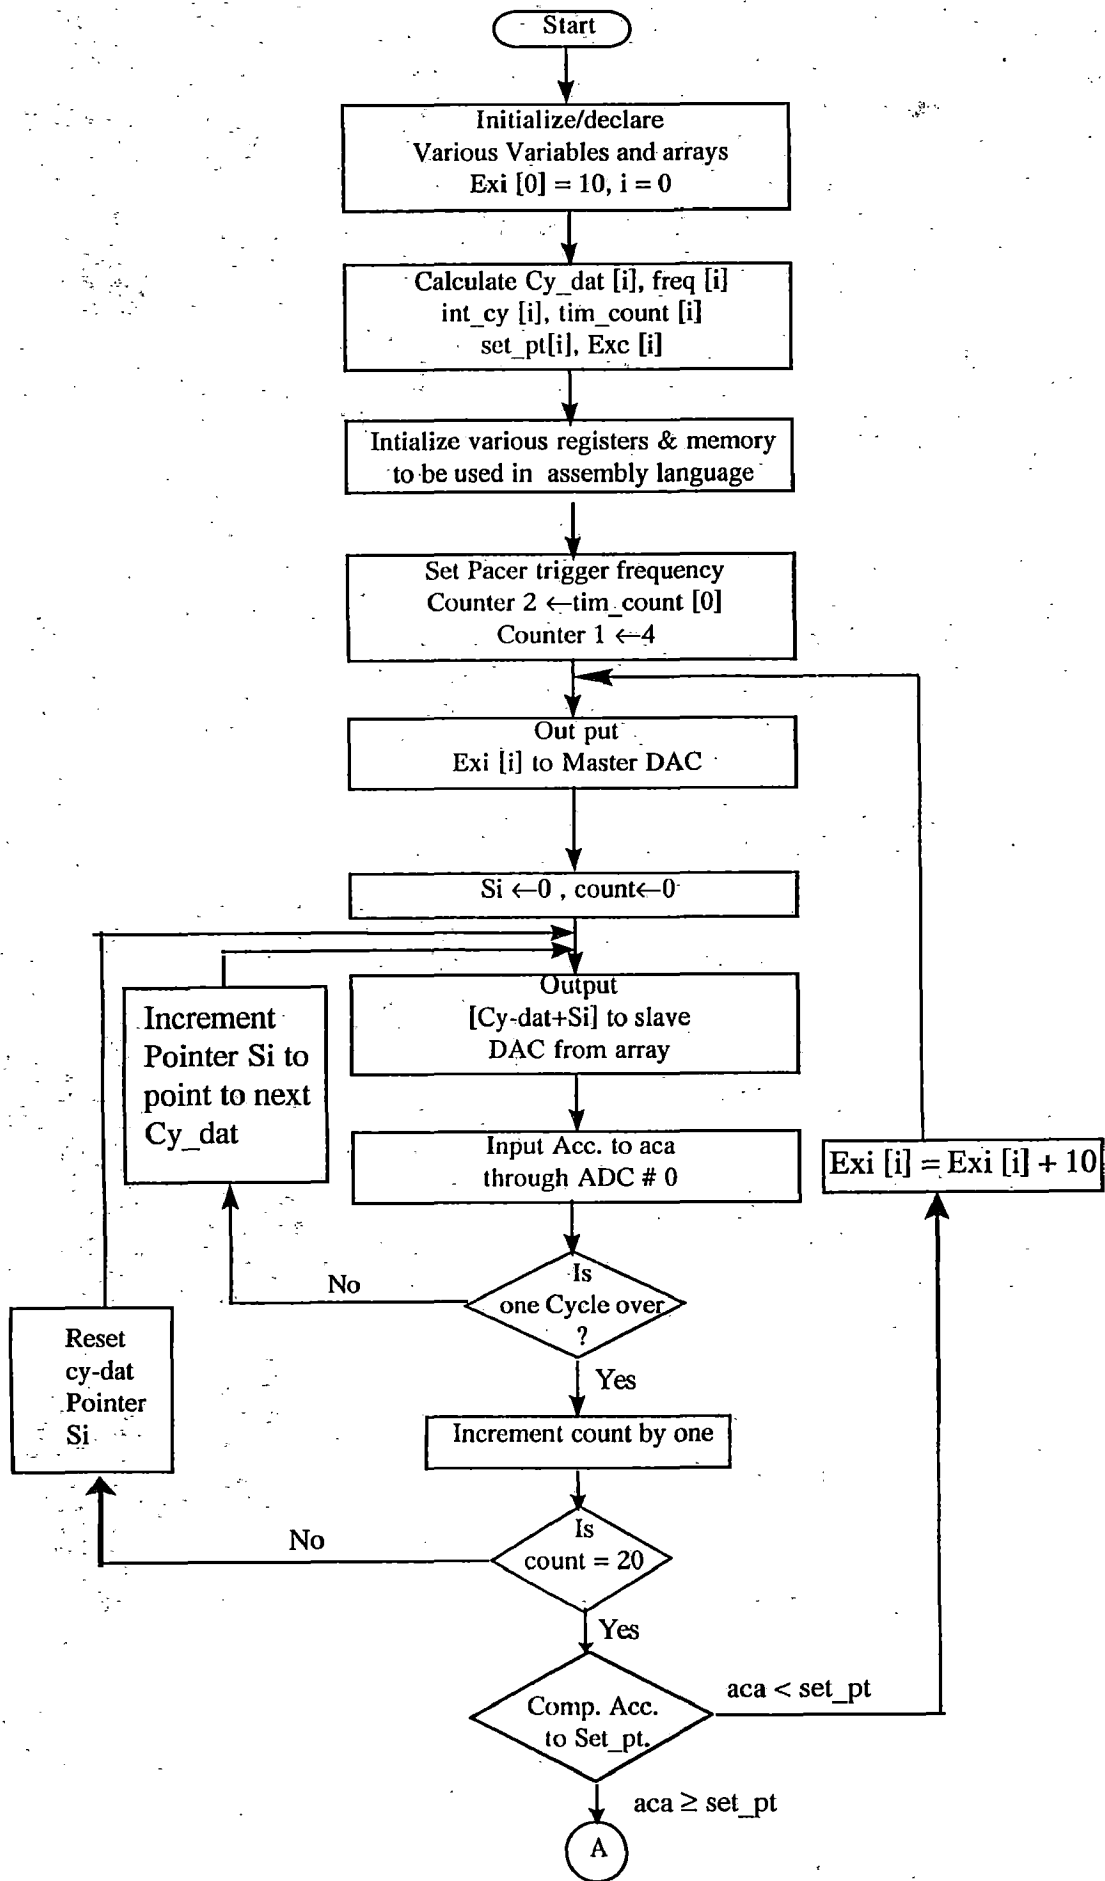 Start
Initialize/declare
Various Variables and arrays
Exi [0] = 10, i = 0
Calculate Cy_dat [i], freq [i]
int_cy [i], tim_count [i]
set_pt[i], Exc [i]
Intialize various registers & memory
to be used in assembly language
Set Pacer trigger frequency
Counter 2 ←tim_count [0]
Counter 1 ←4
Out put
Exi [i] to Master DAC
Si ←0 , count←0
Output
[Cy-dat+Si] to slave
DAC from array
Increment
Pointer Si to
point to next
Cy_dat
Input Acc. to aca
through ADC # 0
Exi [i] = Exi [i] + 10
Is
one Cycle over
?
No
Yes
Reset
cy-dat
Pointer
Si
Increment count by one
Is
count = 20
No
Yes
Comp. Acc.
to Set_pt.
aca < set_pt
aca ≥ set_pt
A